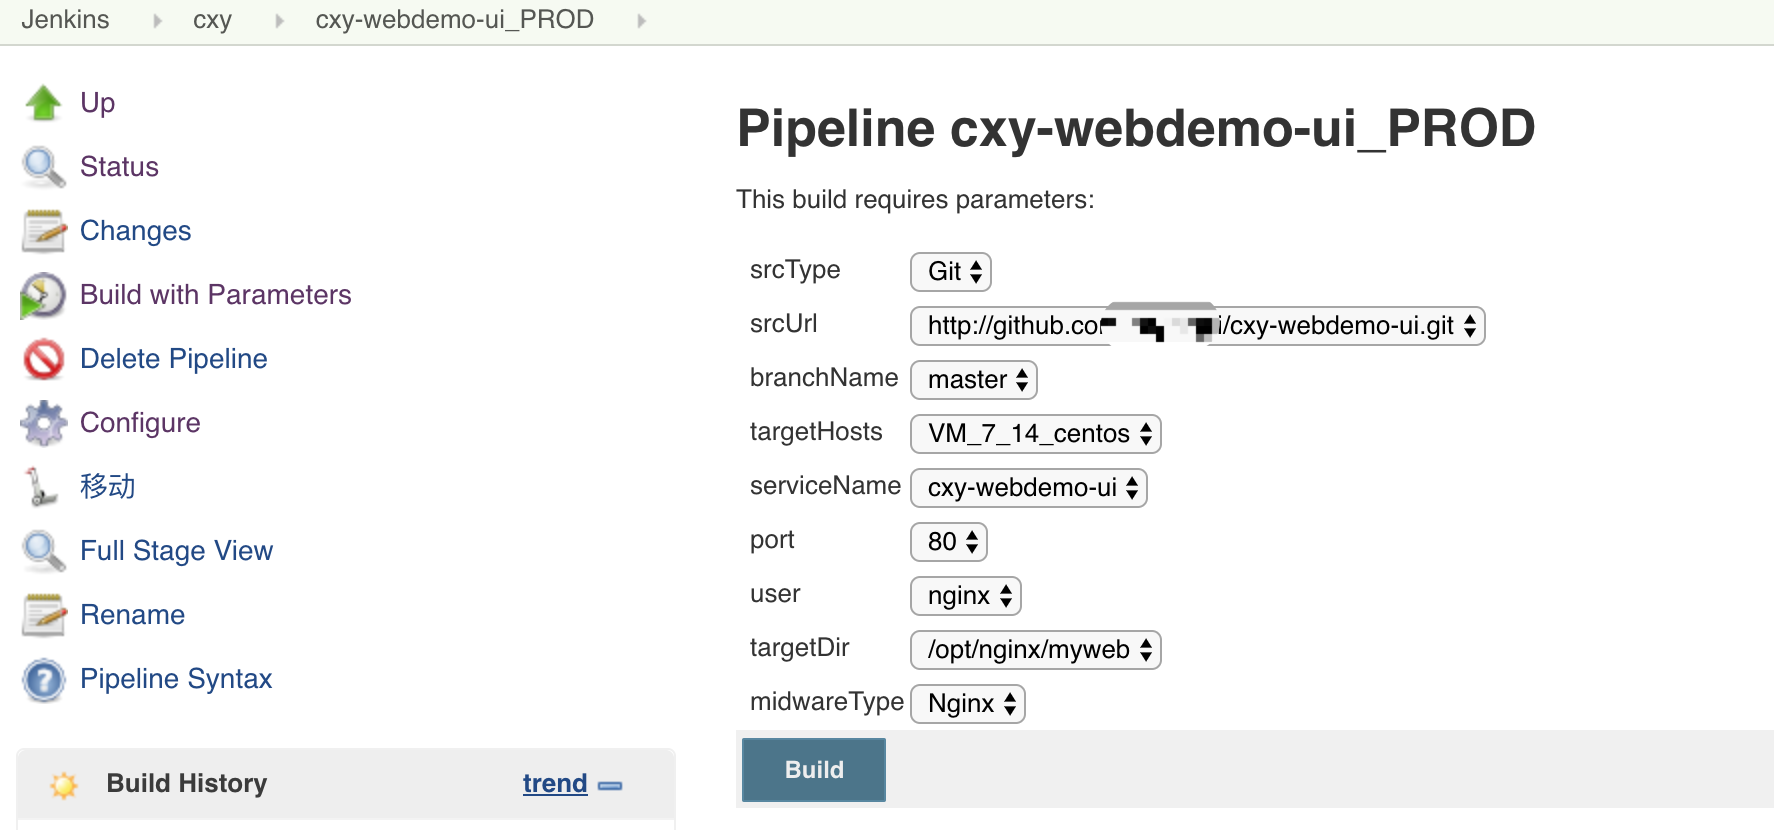 Jenkins cxy cxy-webdemo-ui_PROD
Up
Status
Changes
Build with Parameters
Delete Pipeline
Configure
移动
Full Stage View
Rename
Pipeline Syntax
Build History trend
Pipeline cxy-webdemo-ui_PROD
This build requires parameters:
srcType Git
srcUrl http://github.co i/cxy-webdemo-ui.git
branchName master
targetHosts VM_7_14_centos
serviceName cxy-webdemo-ui
port 80
user nginx
targetDir /opt/nginx/myweb
midwareType Nginx
Build